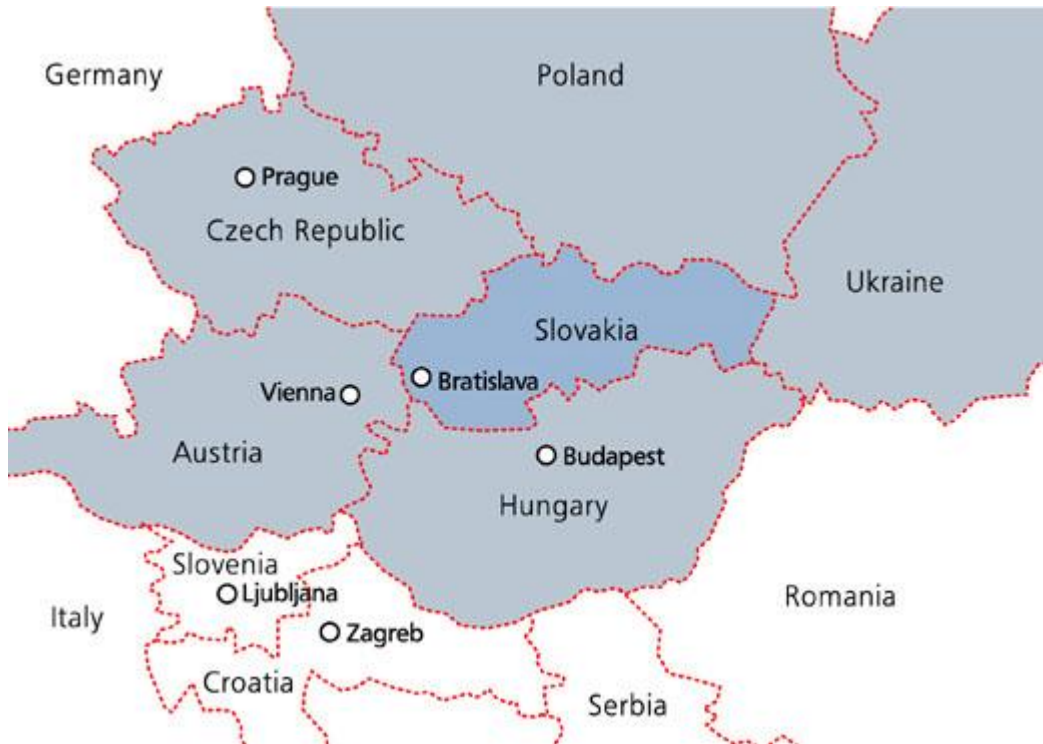 Germany
Poland
Prague
Czech Republic
Ukraine
Slovakia
Bratislava
Vienna
Austria
Budapest
Hungary
Slovenia
Ljubljana
Italy
Romania
Zagreb
Croatia
Serbia